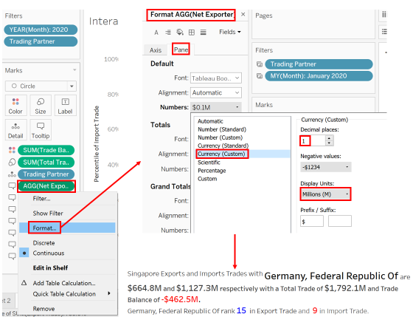 Filters
YEAR(Month): 2020
Trading Partner
Marks
Circle
Color
Size
Label
Detail
Tooltip
SUM(Trade Ba..
SUM(Total Tra..
Trading Partner
AGG(Net Expo..
Filter...
Show Filter
Format...
Discrete
Continuous
Edit in Shelf
Add Table Calculation...
Quick Table Calculation
Remove
Intera
100%
80%
60%
40%
Percentile of Import Trade
Format AGG(Net Exporter
Fields
Axis
Pane
Default
Font: Tableau Boo...
Alignment: Automatic
Numbers: $0.1M
Totals
Font:
Alignment:
Numbers:
Grand Totals
Font:
Pages
Filters
Trading Partner
MY(Month): January 2020
Automatic
Number (Standard)
Number (Custom)
Currency (Standard)
Currency (Custom)
Scientific
Percentage
Custom
Currency (Custom)
Decimal places:
1
Negative values:
-$1234
Display Units:
Millions (M)
Prefix / Suffix:
$
Singapore Exports and Imports Trades with Germany, Federal Republic Of are
$664.8M and $1,127.3M respectively with a Total Trade of $1,792.1M and Trade
Balance of -$462.5M.
Germany, Federal Republic Of rank 15 in Export Trade and 9 in Import Trade.